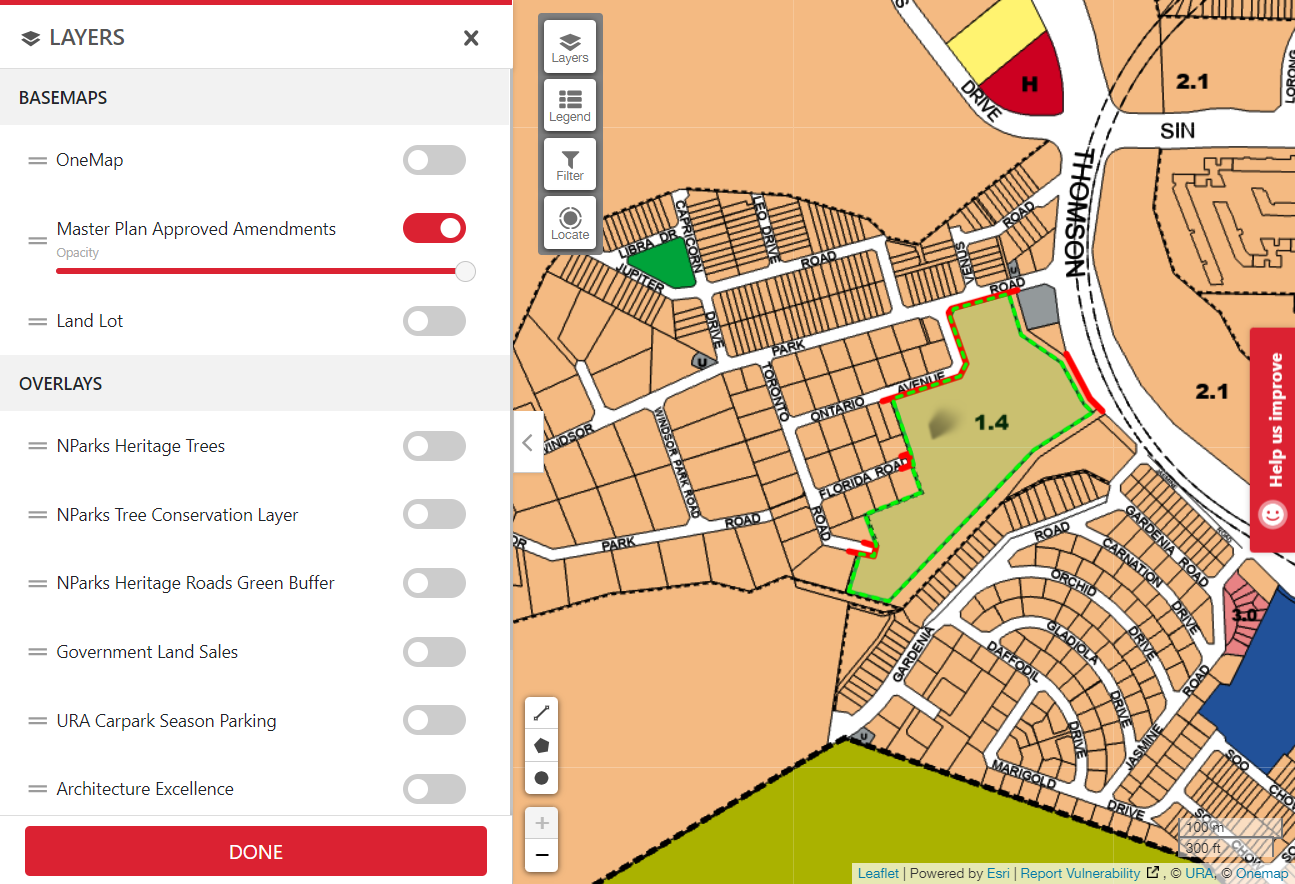 LAYERS
BASEMAPS
OneMap
Master Plan Approved Amendments
Opacity
Land Lot
OVERLAYS
NParks Heritage Trees
NParks Tree Conservation Layer
NParks Heritage Roads Green Buffer
Government Land Sales
URA Carpark Season Parking
Architecture Excellence
DONE
Layers
Legend
Filter
Locate
DRIVE
H
2.1
LORONG
SIN
THOMSON
ROAD
CAPRICORN
LEO DRIVE
LIBRA DR
JUPITER
ROAD
VENUS
U
ROAD
DRIVE
U
PARK
TORONTO
AVENUE
ONTARIO
1.4
2.1
WINDSOR
WINDSOR PARK ROAD
FLORIDA ROAD
ROAD
ROAD
PARK
GARDENIA ROAD
ROAD
CARNATION
ORCHID
DRIVE
DRIVE
GLADIOLA
GARDENIA
DAFFODIL
DRIVE
DRIVE
3.0
ROAD
JASMINE
U
MARIGOLD
DRIVE
SOO
CHOW
Help us improve
100 m
300 ft
Leaflet | Powered by Esri | Report Vulnerability , © URA, © Onemap